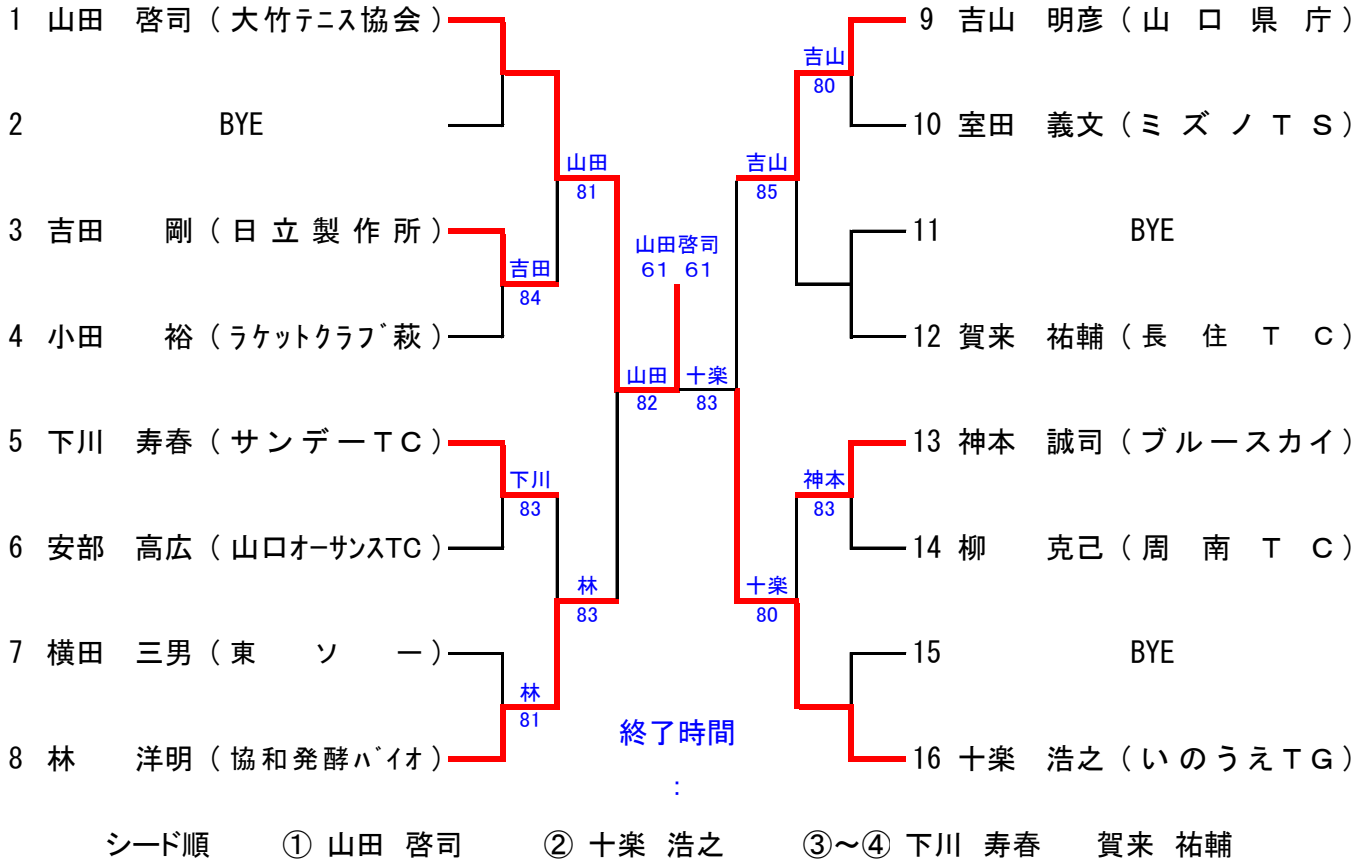 1 山田 啓司 ( 大竹テニス協会 )
2 BYE
3 吉田 剛 ( 日立製作所 )
4 小田 裕 ( ラケットクラブ萩 )
5 下川 寿春 ( サンデーTC )
6 安部 高広 ( 山口オーサンスTC )
7 横田 三男 ( 東ソー )
8 林 洋明 ( 協和発酵バイオ )
吉田
84
下川
83
林
81
山田
81
林
83
山田
82
山田啓司
61 61
十楽
83
吉山
85
十楽
80
吉山
80
神本
83
9 吉山 明彦 ( 山口県庁 )
10 室田 義文 ( ミズノTS )
11 BYE
12 賀来 祐輔 ( 長住TC )
13 神本 誠司 ( ブルースカイ )
14 柳 克己 ( 周南TC )
15 BYE
16 十楽 浩之 ( いのうえTG )
終了時間
:
シード順 ① 山田 啓司 ② 十楽 浩之 ③~④ 下川 寿春 賀来 祐輔